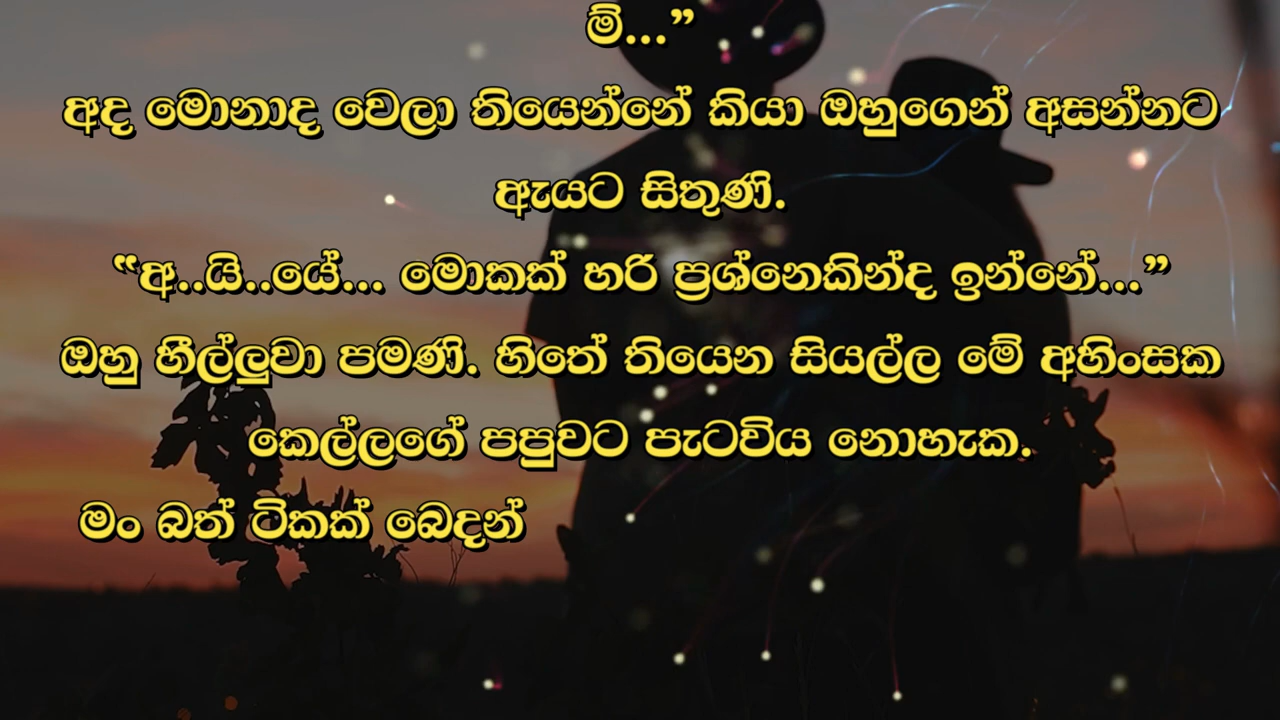 ම්...”
අද මොනාද වෙලා තියෙන්නේ කියා ඔහුගෙන් අසන්නට
ඇයට සිතුණි.
“අ..යි..යේ... මොකක් හරි ප්‍රශ්නෙකින්ද ඉන්නේ...”
ඔහු හීල්ලුවා පමණි. හිතේ තියෙන සියල්ල මේ අහිංසක
කෙල්ලගේ පපුවට පැටවිය නොහැක.
මං බත් ටිකක් බෙදන්